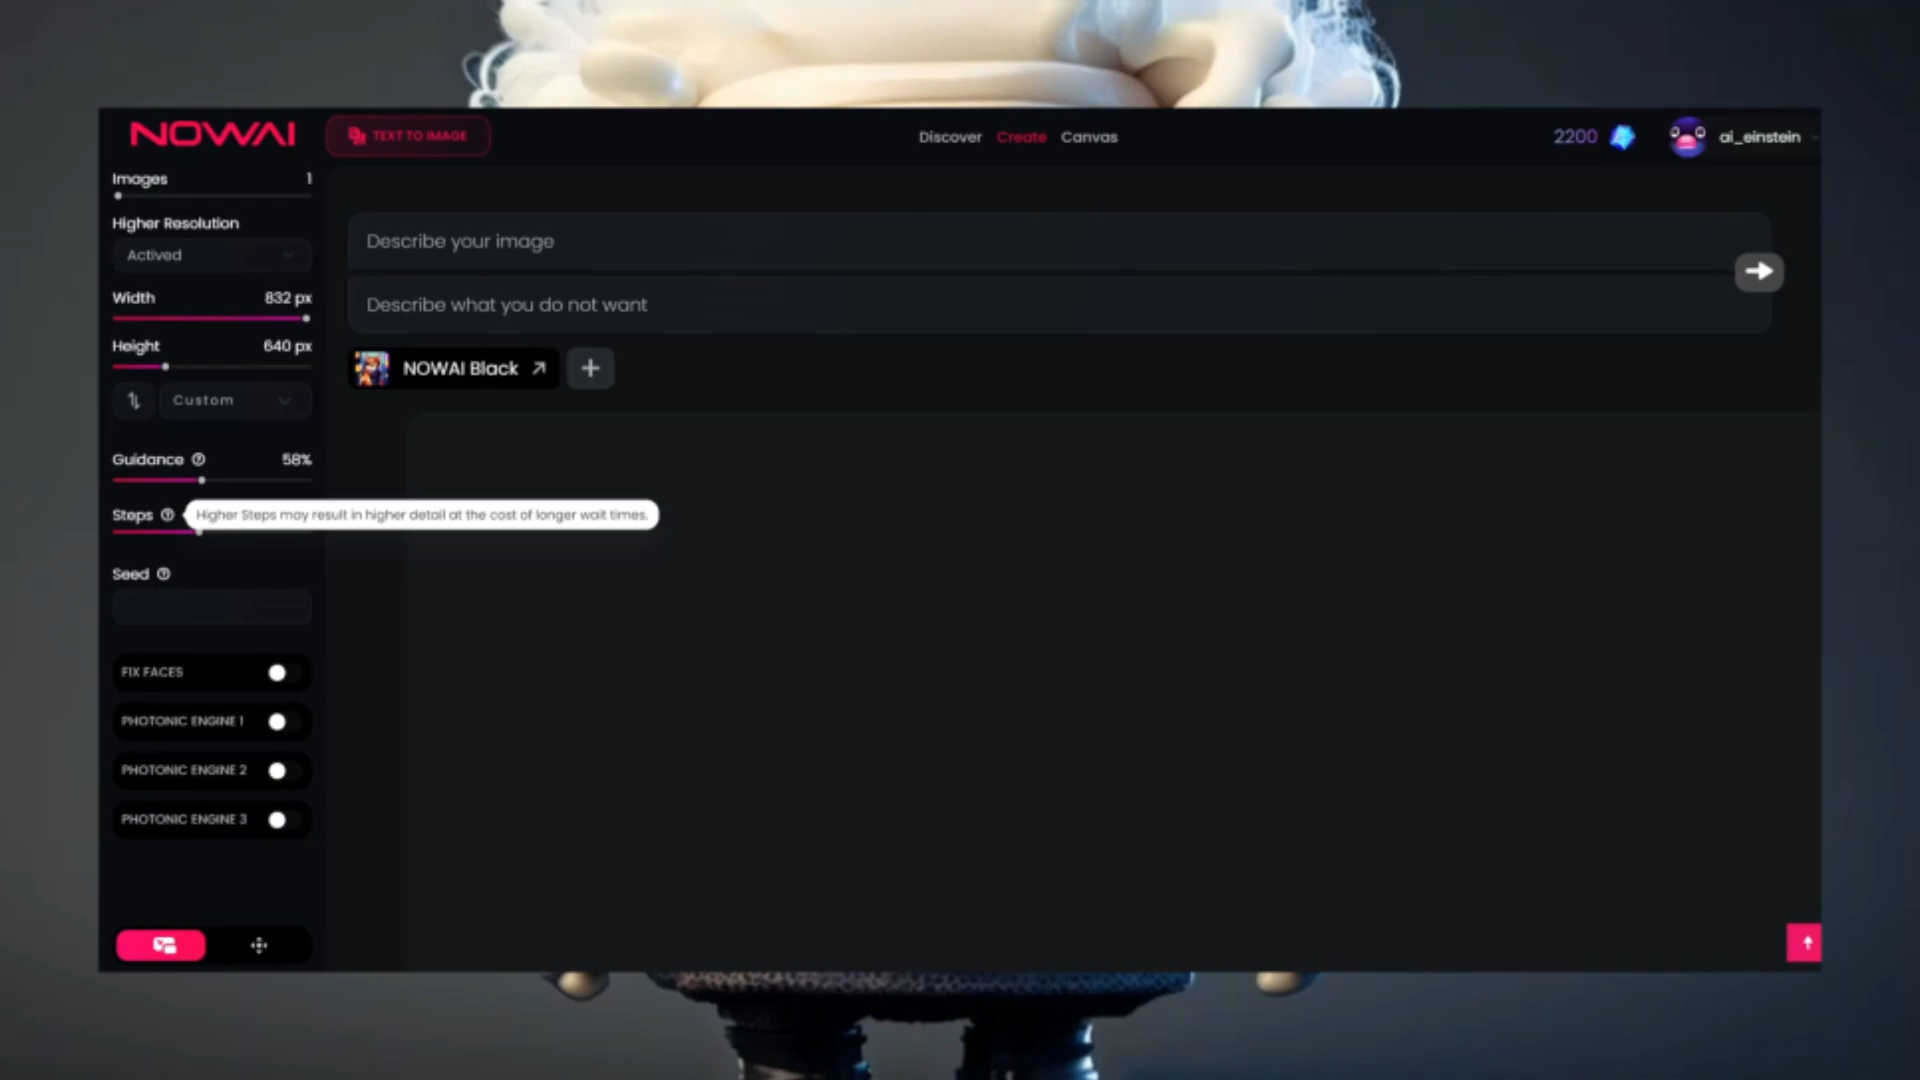 NOWAI
TEXT TO IMAGE
Discover Create Canvas
2200
ai_einstein
Images 1
Higher Resolution
Actived
Width 832 px
Height 640 px
Custom
Guidance 58%
Steps
Higher Steps may result in higher detail at the cost of longer wait times.
Seed
FIX FACES
PHOTONIC ENGINE 1
PHOTONIC ENGINE 2
PHOTONIC ENGINE 3
Describe your image
Describe what you do not want
NOWAI Black